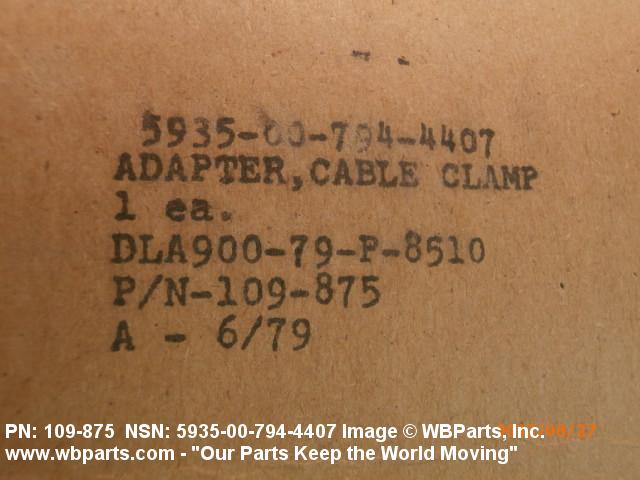 5935-00-794-4407
ADAPTER,CABLE CLAMP
1 ea.
DLA900-79-P-8510
P/N-109-875
A - 6/79
PN: 109-875 NSN: 5935-00-794-4407 Image © WBParts, Inc.
www.wbparts.com - "Our Parts Keep the World Moving"